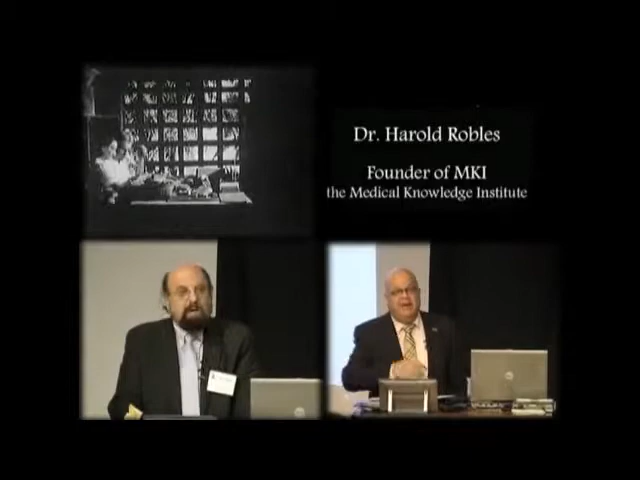 Dr. Harold Robles
Founder of MKI
the Medical Knowledge Institute